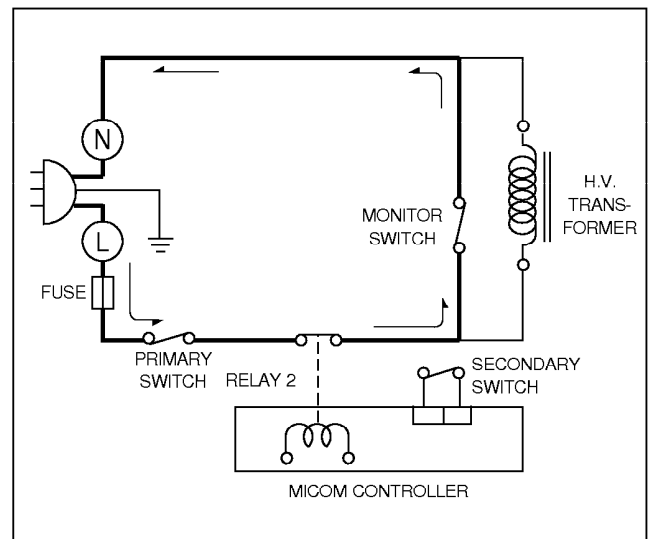 N
L
FUSE
MONITOR
SWITCH
H.V.
TRANS-
FORMER
PRIMARY
SWITCH
RELAY 2
SECONDARY
SWITCH
MICOM CONTROLLER